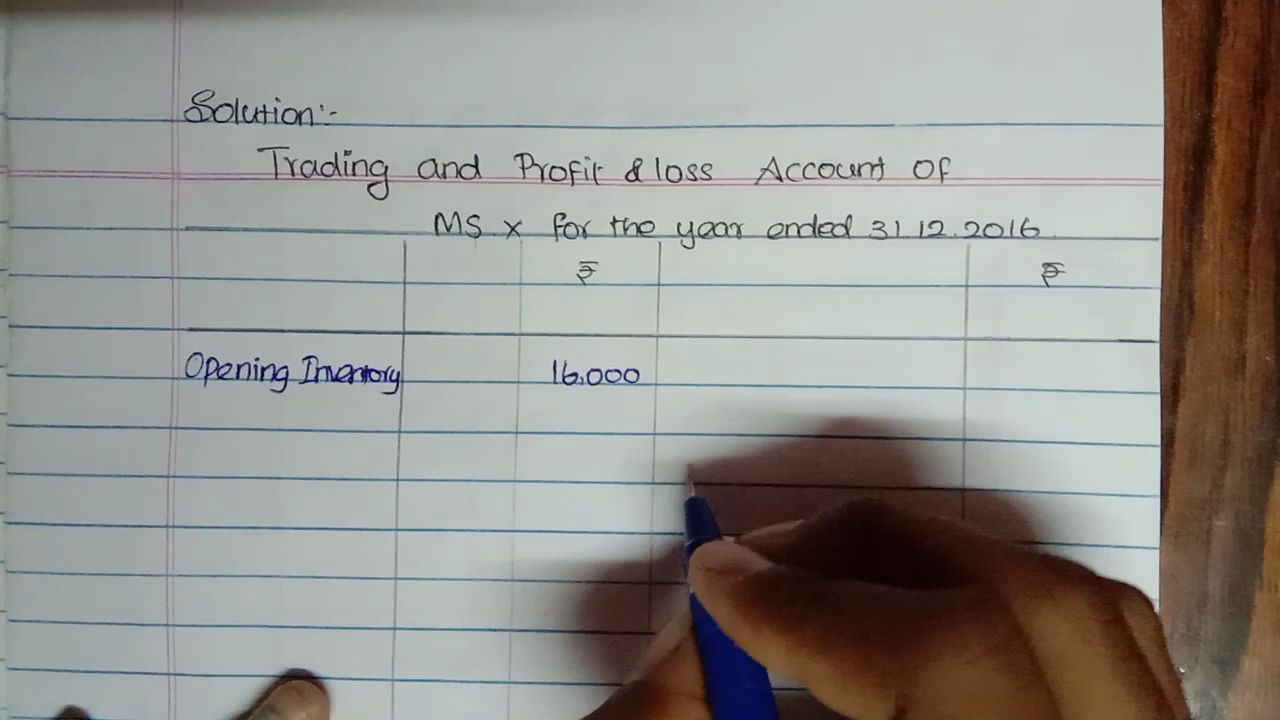 Solution:-
Trading and Profit & loss Account Of
MS X for the year ended 31.12.2016.
₹ ₹
Opening Inventory 16,000